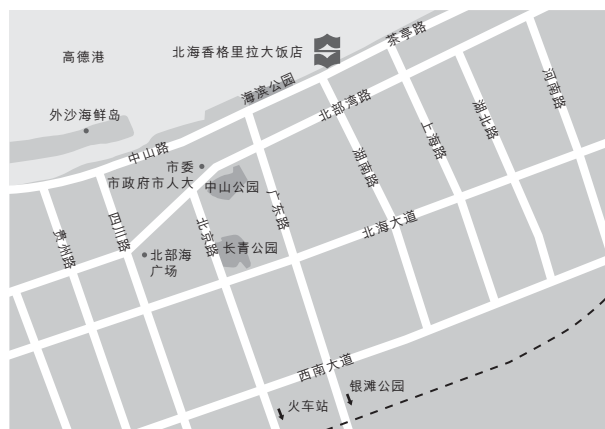 茶亭路
北海香格里拉大饭店
高德港
海滨公园
北部湾路
河南路
湖北路
外沙海鲜岛
上海路
中山路
湖南路
市委
市政府市人大
中山公园
广东路
北海大道
四川路
北京路
贵州路
长青公园
北部海
广场
西南大道
银滩公园
火车站